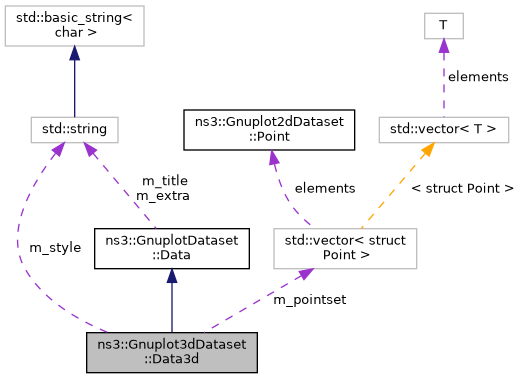 std::basic_string<
char >
T
elements
std::string
ns3::Gnuplot2dDataset
::Point
std::vector< T >
m_title
m_extra
elements
< struct Point >
m_style
ns3::GnuplotDataset
::Data
std::vector< struct
Point >
m_pointset
ns3::Gnuplot3dDataset
::Data3d